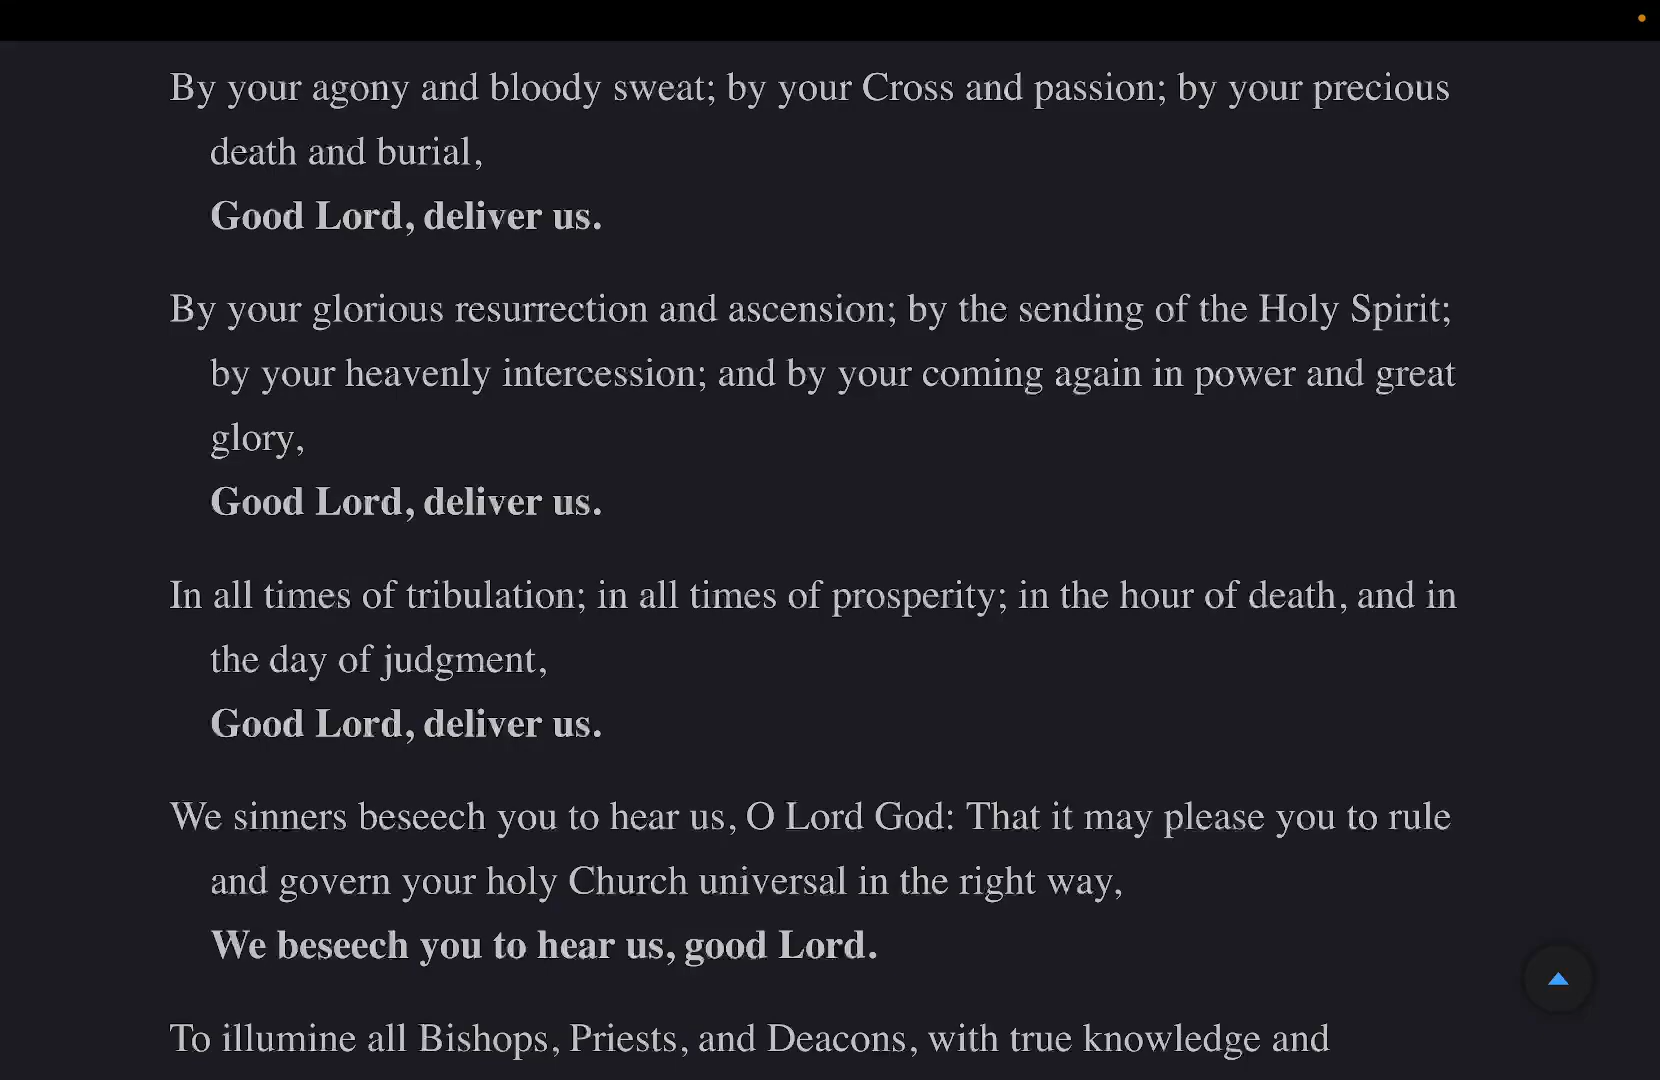 By your agony and bloody sweat; by your Cross and passion; by your precious
death and burial,
Good Lord, deliver us.
By your glorious resurrection and ascension; by the sending of the Holy Spirit;
by your heavenly intercession; and by your coming again in power and great
glory,
Good Lord, deliver us.
In all times of tribulation; in all times of prosperity; in the hour of death, and in
the day of judgment,
Good Lord, deliver us.
We sinners beseech you to hear us, O Lord God: That it may please you to rule
and govern your holy Church universal in the right way,
We beseech you to hear us, good Lord.
To illumine all Bishops, Priests, and Deacons, with true knowledge and